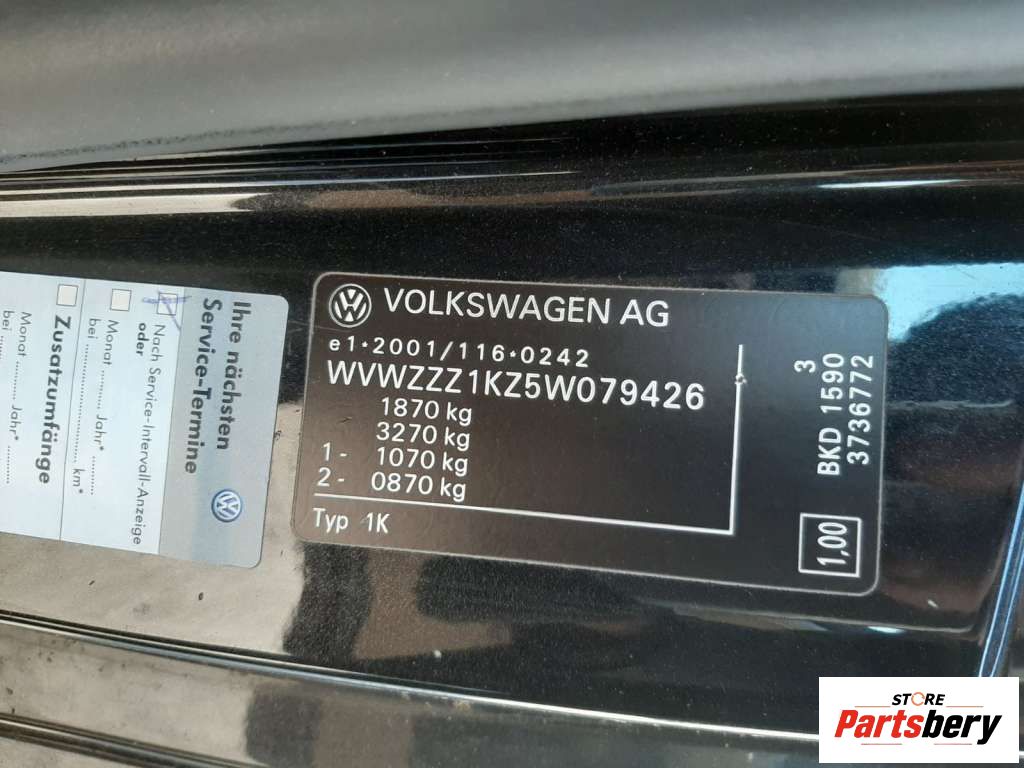 VOLKSWAGEN AG
e1*2001/116*0242
WVWZZZ1KZ5W079426
1870 kg
3270 kg
1 - 1070 kg
2 - 0870 kg
Typ 1K
3
BKD 1590
3736772
1,00
Ihre nächsten
Service-Termine
Nach Service-Intervall-Anzeige
oder
Monat .......... Jahr*
bei .......... km*
Zusatzumfänge
Monat .......... Jahr*
bei ..........
STORE
Partsbery